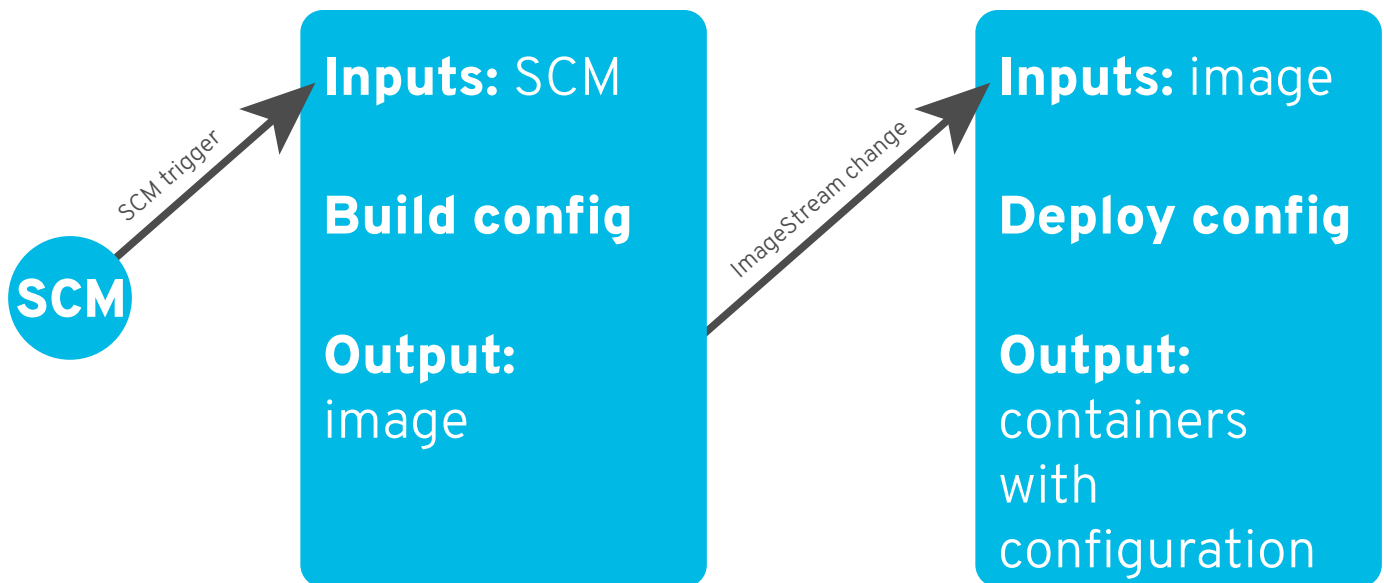 SCM
SCM trigger
Inputs: SCM
Build config
Output:
image
ImageStream change
Inputs: image
Deploy config
Output:
containers
with
configuration